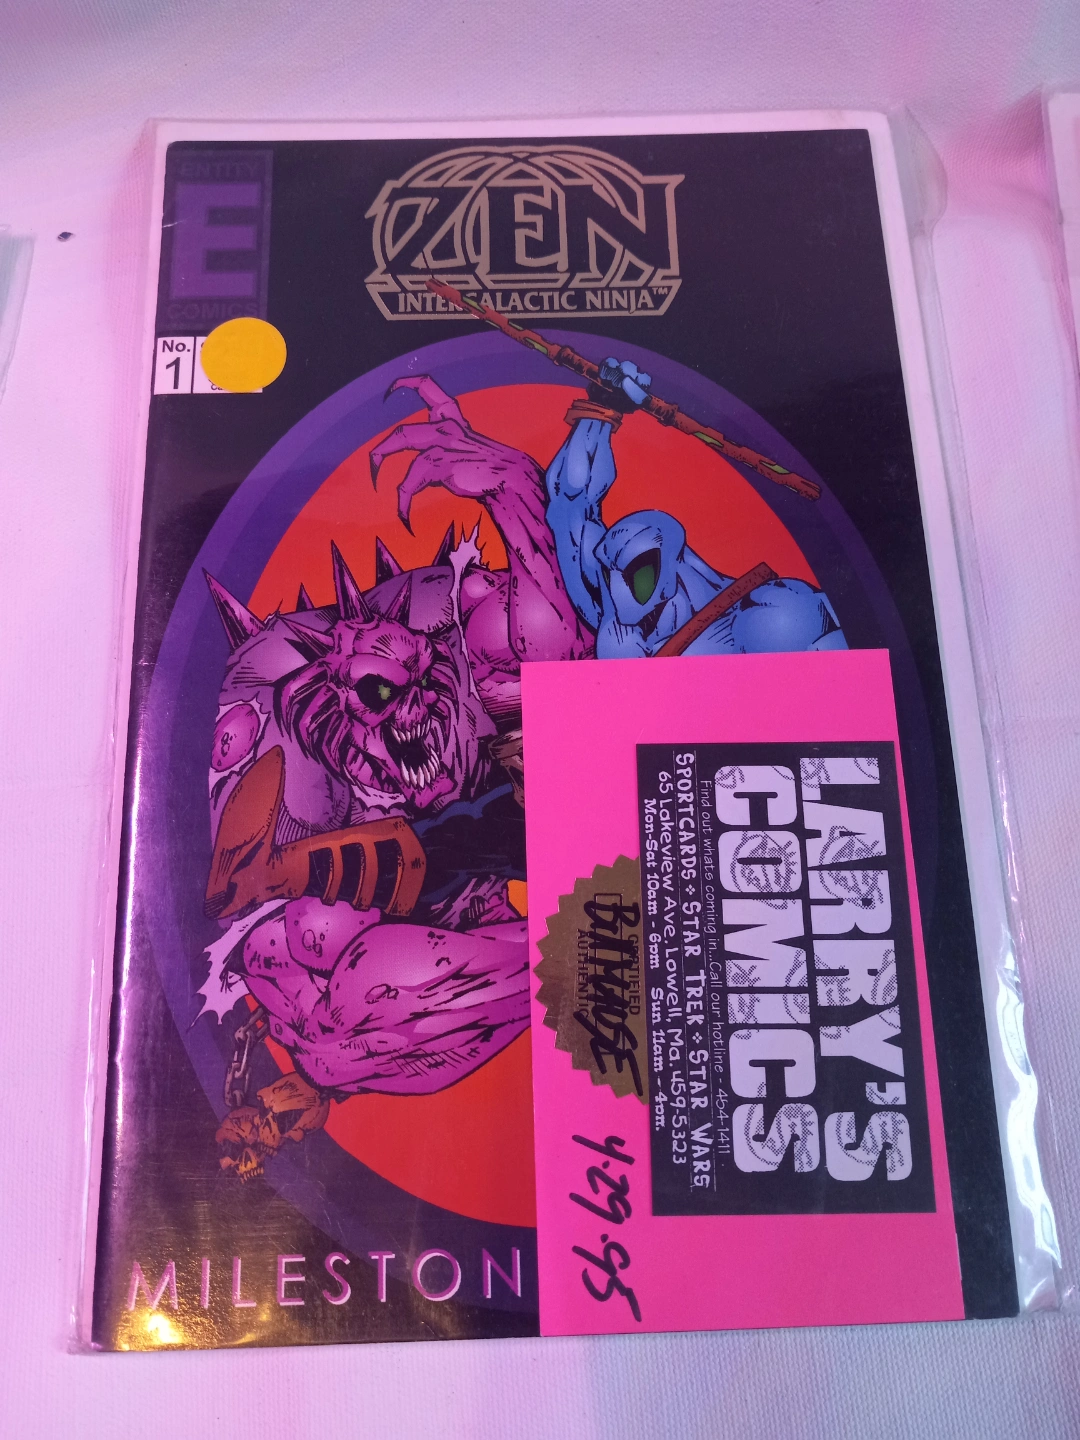 ENTITY
E
COMICS
ZEN
INTERGALACTIC NINJA™
No.
1
MILESTON
LARRY'S
COMICS
Find out whats coming in...Call our hotline - 454-1411
SPORTCARDS ❖ STAR TREK ❖ STAR WARS
65 Lakeview Ave. Lowell, Ma. 459-5323
Mon-Sat 10am - 6pm Sun 11am - 4pm.
CERTIFIED
AUTHENTI
4.29.95